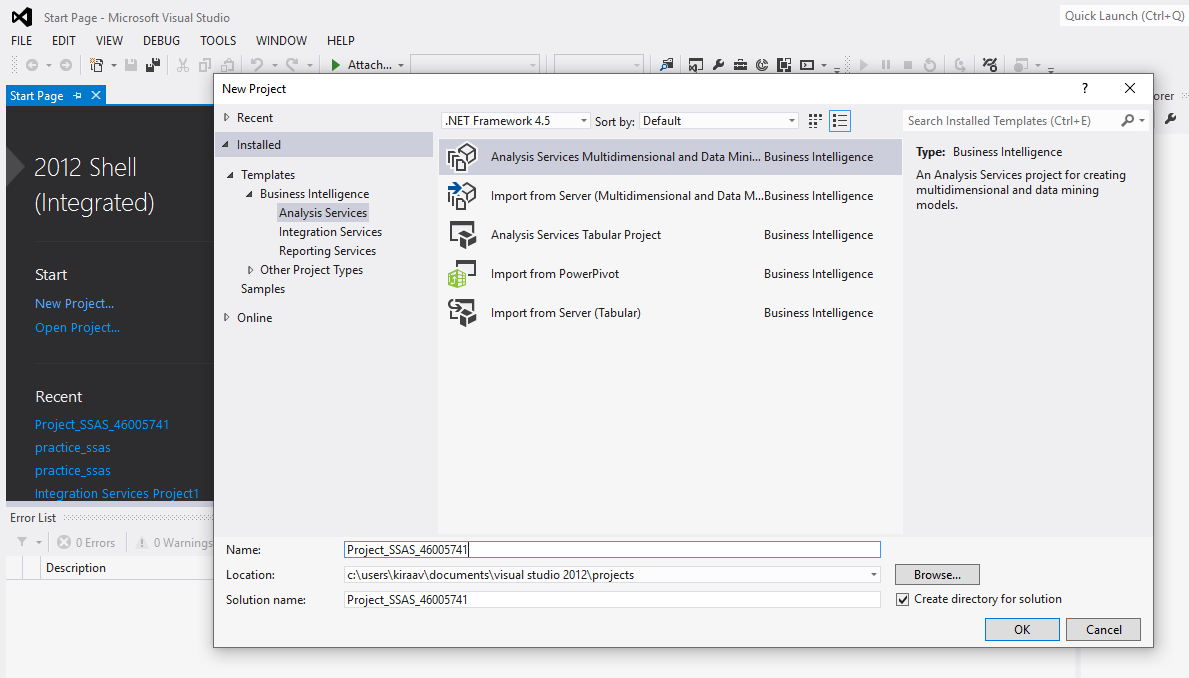 Start Page - Microsoft Visual Studio
Quick Launch (Ctrl+Q)
FILE EDIT VIEW DEBUG TOOLS WINDOW HELP
Attach...
Start Page
orer
New Project
?
Recent
.NET Framework 4.5
Sort by: Default
Search Installed Templates (Ctrl+E)
Installed
Templates
Business Intelligence
Analysis Services
Integration Services
Reporting Services
Other Project Types
Samples
Online
Analysis Services Multidimensional and Data Mini... Business Intelligence
Import from Server (Multidimensional and Data M... Business Intelligence
Analysis Services Tabular Project Business Intelligence
Import from PowerPivot Business Intelligence
Import from Server (Tabular) Business Intelligence
Type: Business Intelligence
An Analysis Services project for creating
multidimensional and data mining
models.
2012 Shell
(Integrated)
Start
New Project...
Open Project...
Recent
Project_SSAS_46005741
practice_ssas
practice_ssas
Integration Services Project1
Error List
0 Errors
0 Warnings
Description
Name: Project_SSAS_46005741
Location: c:\users\kiraav\documents\visual studio 2012\projects
Browse...
Solution name: Project_SSAS_46005741
Create directory for solution
OK
Cancel